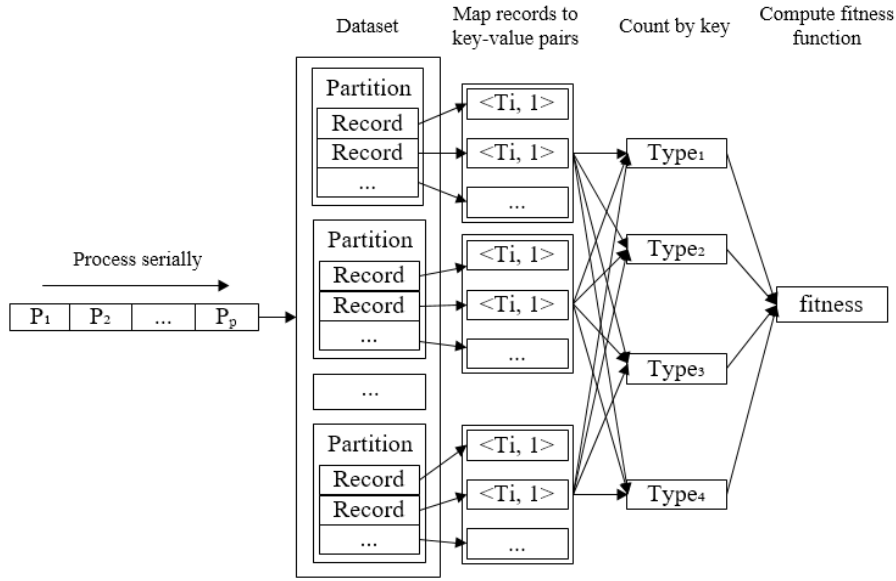 Dataset
Map records to
key-value pairs
Count by key
Compute fitness
function
Process serially
P₁ P₂ ... Pₚ
Partition
Record
Record
...
Partition
Record
Record
...
...
Partition
Record
Record
...
<Ti, 1>
<Ti, 1>
...
<Ti, 1>
<Ti, 1>
...
<Ti, 1>
<Ti, 1>
...
Type₁
Type₂
Type₃
Type₄
fitness